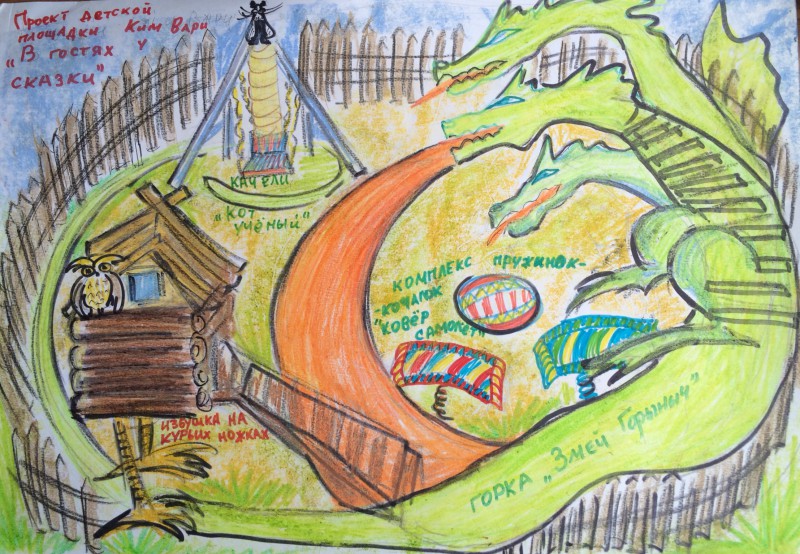 Проект детской
площадки Ким Вари
„В гостях у
сказки"
КАЧЕЛИ
„КОТ
УЧЁНЫЙ"
КОМПЛЕКС ПРУЖИНОК-
-КАЧАЛОК
"КОВЁР
САМОЛЁТ"
ИЗБУШКА НА
КУРЬИХ НОЖКАХ
ГОРКА „Змей Горыныч"